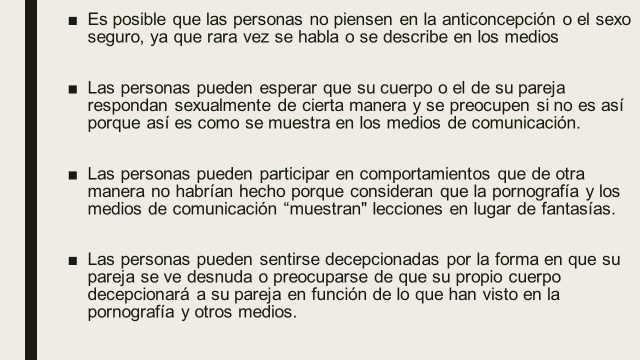 ■ Es posible que las personas no piensen en la anticoncepción o el sexo
seguro, ya que rara vez se habla o se describe en los medios
■ Las personas pueden esperar que su cuerpo o el de su pareja
respondan sexualmente de cierta manera y se preocupen si no es así
porque así es como se muestra en los medios de comunicación.
■ Las personas pueden participar en comportamientos que de otra
manera no habrían hecho porque consideran que la pornografía y los
medios de comunicación “muestran" lecciones en lugar de fantasías.
■ Las personas pueden sentirse decepcionadas por la forma en que su
pareja se ve desnuda o preocuparse de que su propio cuerpo
decepcionará a su pareja en función de lo que han visto en la
pornografía y otros medios.